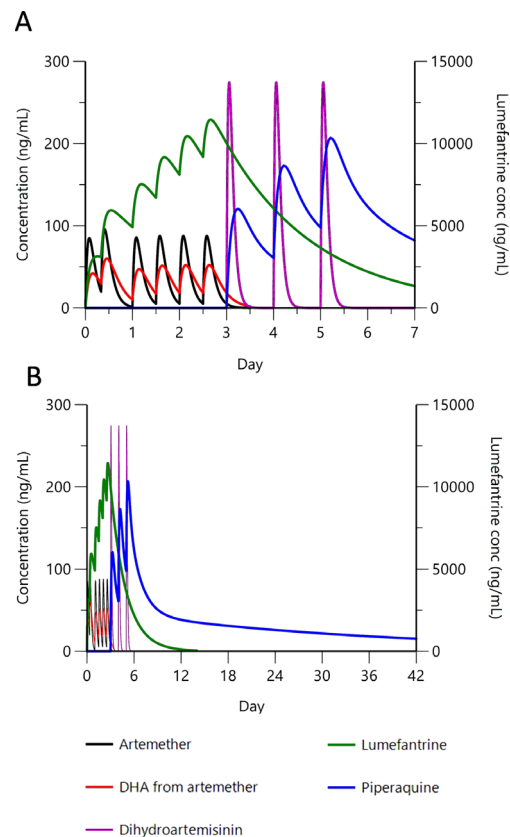 A
300
200
100
0
Concentration (ng/mL)
15000
10000
5000
0
Lumefantrine conc (ng/mL)
0 1 2 3 4 5 6 7
Day
B
300
200
100
0
Concentration (ng/mL)
15000
10000
5000
0
Lumefantrine conc (ng/mL)
0 6 12 18 24 30 36 42
Day
Artemether
Lumefantrine
DHA from artemether
Piperaquine
Dihydroartemisinin